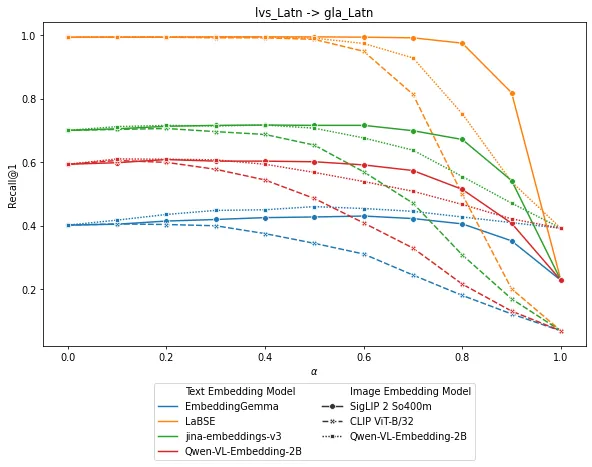 lvs_Latn -> gla_Latn
Recall@1
1.0
0.8
0.6
0.4
0.2
0.0 0.2 0.4 0.6 0.8 1.0
α
Text Embedding Model Image Embedding Model
EmbeddingGemma SigLIP 2 So400m
LaBSE CLIP ViT-B/32
jina-embeddings-v3 Qwen-VL-Embedding-2B
Qwen-VL-Embedding-2B